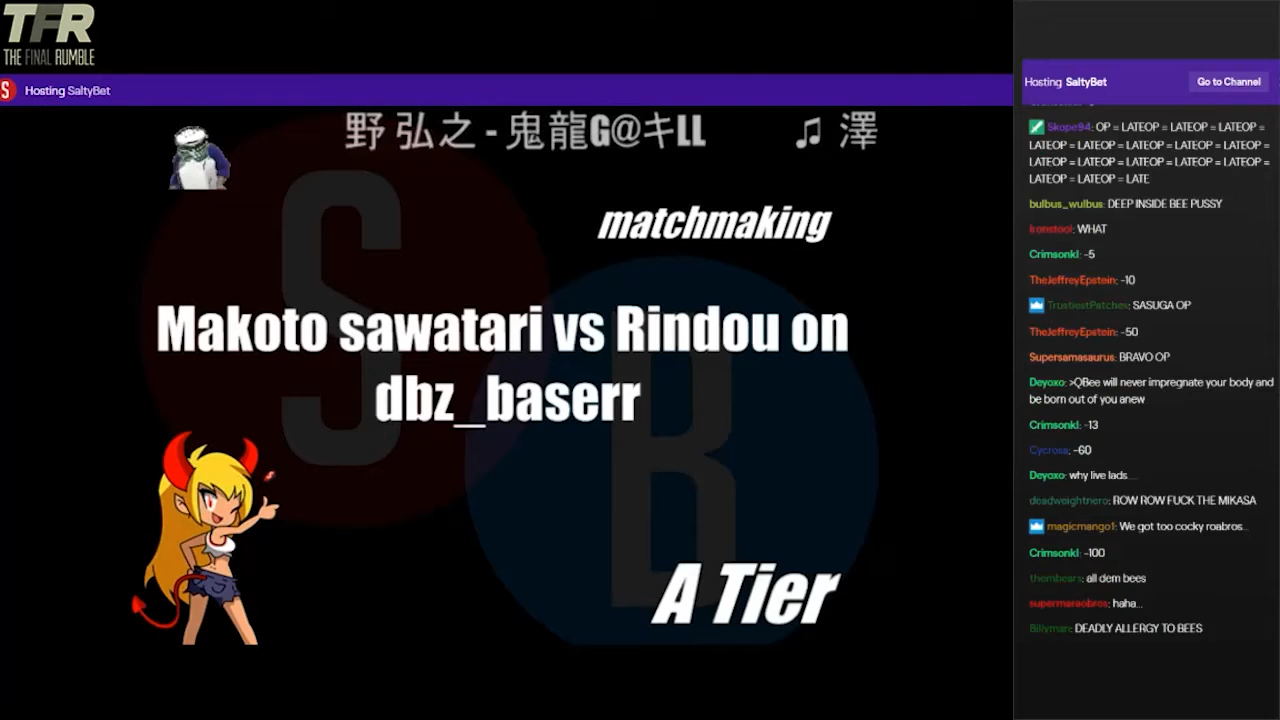 TFR
THE FINAL RUMBLE
S
Hosting SaltyBet
野 弘之 - 鬼龍G@キLL ♫ 澤
matchmaking
Makoto sawatari vs Rindou on
dbz_baserr
A Tier
S
B
Hosting SaltyBet
Go to Channel
Skope94: OP = LATEOP = LATEOP = LATEOP =
LATEOP = LATEOP = LATEOP = LATEOP = LATEOP =
LATEOP = LATEOP = LATEOP = LATEOP = LATEOP =
LATEOP = LATEOP = LATE
bulbus_wulbus: DEEP INSIDE BEE PUSSY
Ironstool: WHAT
Crimsonkl: -5
TheJeffreyEpstein: -10
TrustiestPatches: SASUGA OP
TheJeffreyEpstein: -50
Supersamasaurus: BRAVO OP
Deyoxo: >QBee will never impregnate your body and
be born out of you anew
Crimsonkl: -13
Cycrosa: -60
Deyoxo: why live lads....
deadweightnero: ROW ROW FUCK THE MIKASA
magicmango1: We got too cocky roabros...
Crimsonkl: -100
thembears: all dem bees
supermaraobros: haha...
Billyman: DEADLY ALLERGY TO BEES